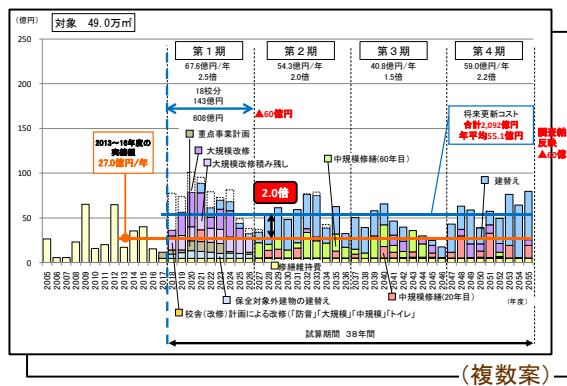 (億円)
対象 49.0万㎡
250
200
150
100
50
0
第1期
67.6億円/年
2.5倍
第2期
54.3億円/年
2.0倍
第3期
40.8億円/年
1.5倍
第4期
59.0億円/年
2.2倍
18校分
143億円
608億円
▲60億円
重点事業計画
大規模改修
大規模改修積み残し
2013~16年度の
実績額
27.0億円/年
2.0倍
中規模修繕(60年目)
将来更新コスト
合計2,092億円
年平均55.1億円
調査結
反映
▲60億
建替え
修繕維持費
保全対象外建物の建替え
中規模修繕(20年目)
校舎(改修)計画による改修(「防音」「大規模」「中規模」「トイレ」
2005 2006 2007 2008 2009 2010 2011 2012 2013 2014 2015 2016 2017 2018 2019 2020 2021 2022 2023 2024 2025 2026 2027 2028 2029 2030 2031 2032 2033 2034 2035 2036 2037 2038 2039 2040 2041 2042 2043 2044 2045 2046 2047 2048 2049 2050 2051 2052 2053 2054 2055
(年度)
試算期間 38年間
(複数案)